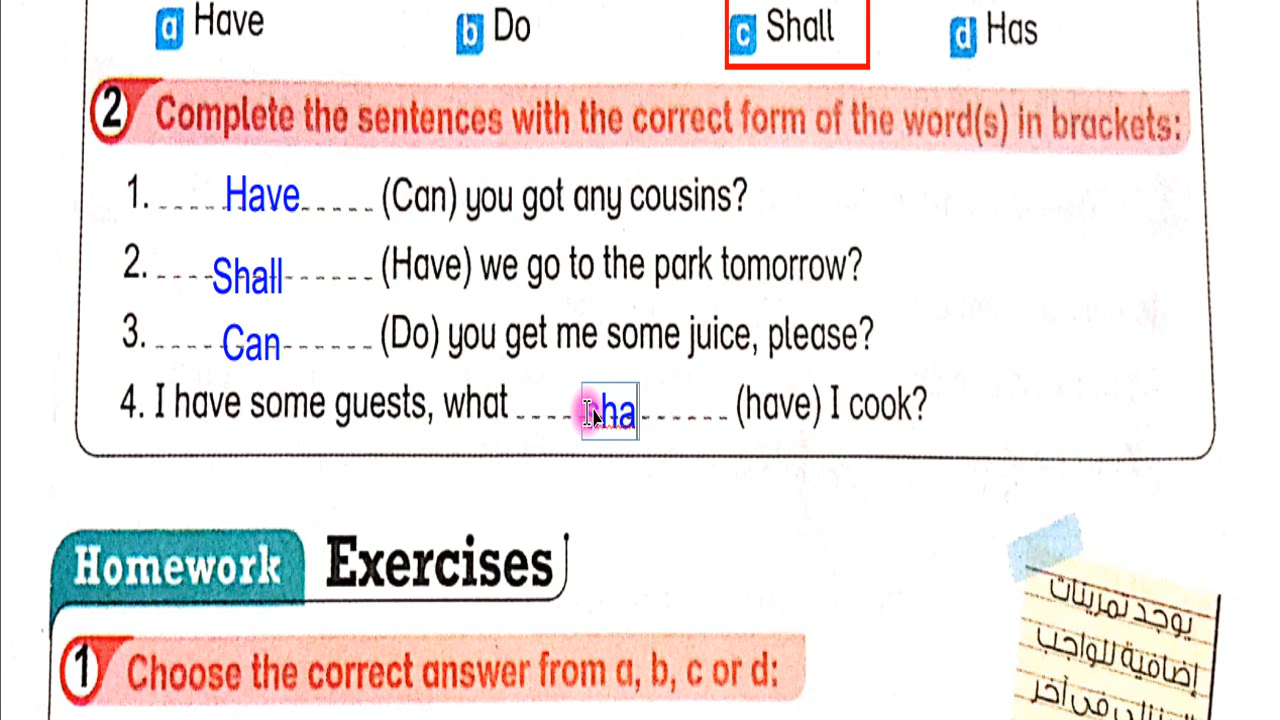 a Have b Do c Shall d Has
2 Complete the sentences with the correct form of the word(s) in brackets:
1. Have (Can) you got any cousins?
2. Shall (Have) we go to the park tomorrow?
3. Can (Do) you get me some juice, please?
4. I have some guests, what sha (have) I cook?
Homework Exercises
1 Choose the correct answer from a, b, c or d:
يوجد تمرينات
إضافية للواجب
فى آخر